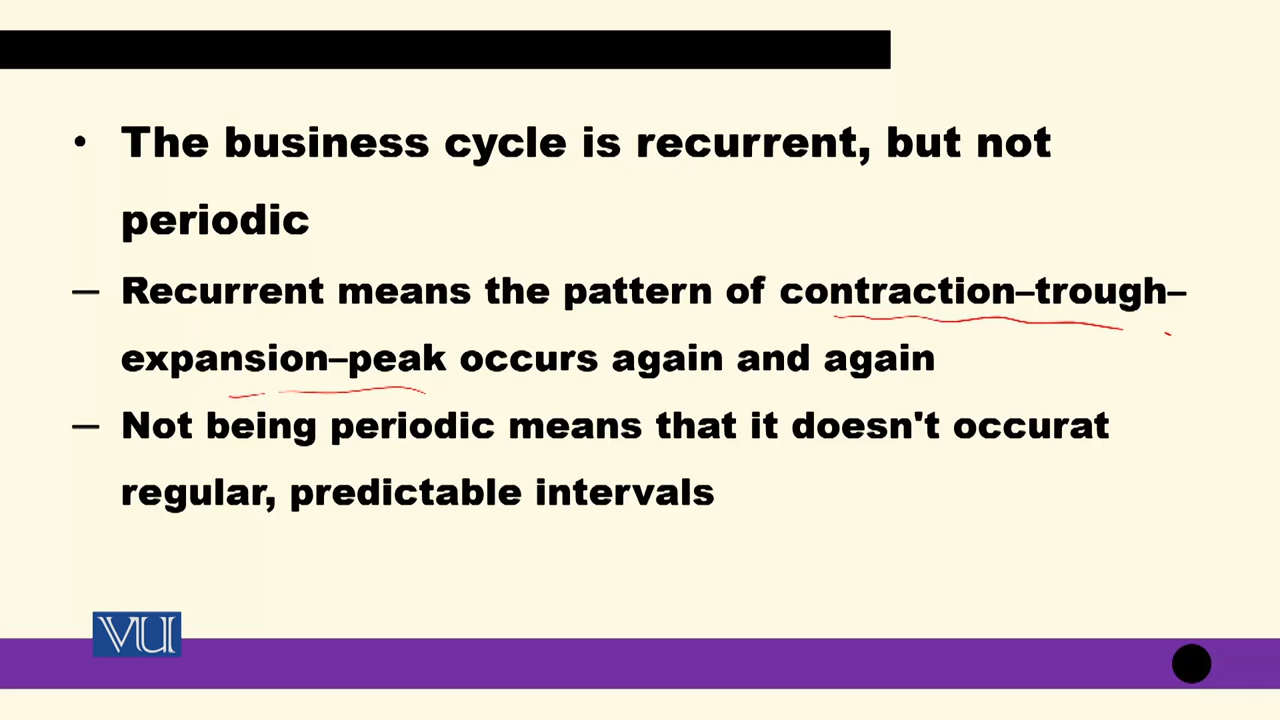 • The business cycle is recurrent, but not
periodic
– Recurrent means the pattern of contraction–trough–
expansion–peak occurs again and again
– Not being periodic means that it doesn't occurat
regular, predictable intervals
VU